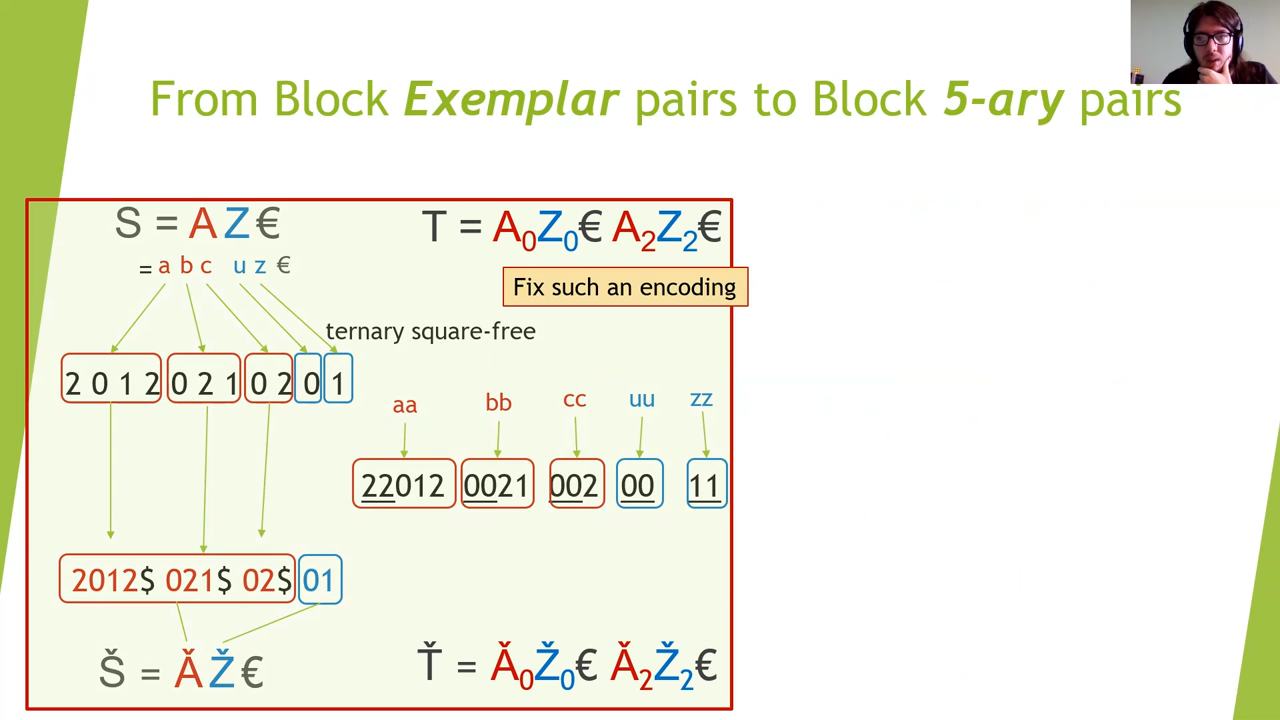 From Block Exemplar pairs to Block 5-ary pairs
S = A Z €
T = A₀Z₀€ A₂Z₂€
= a b c u z €
Fix such an encoding
ternary square-free
2 0 1 2 0 2 1 0 2 0 1
aa bb cc uu zz
22012 0021 002 00 11
2012$ 021$ 02$ 01
Š = Ǎ Ž €
Ť = Ǎ₀Ž₀€ Ǎ₂Ž₂€